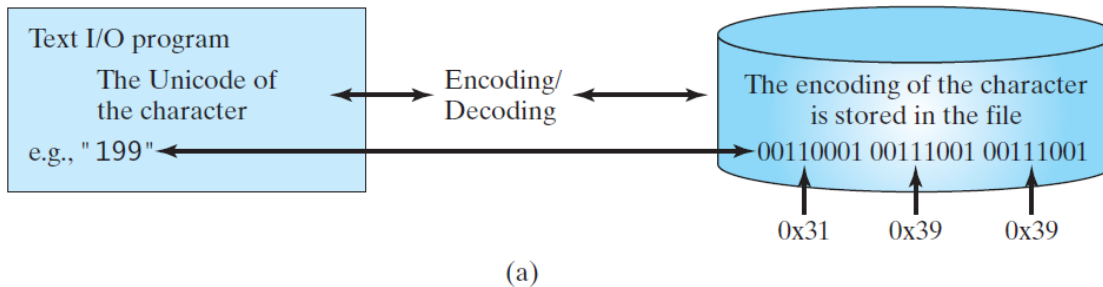 Text I/O program
The Unicode of
the character
e.g., "199"
Encoding/
Decoding
The encoding of the character
is stored in the file
00110001 00111001 00111001
0x31 0x39 0x39
(a)